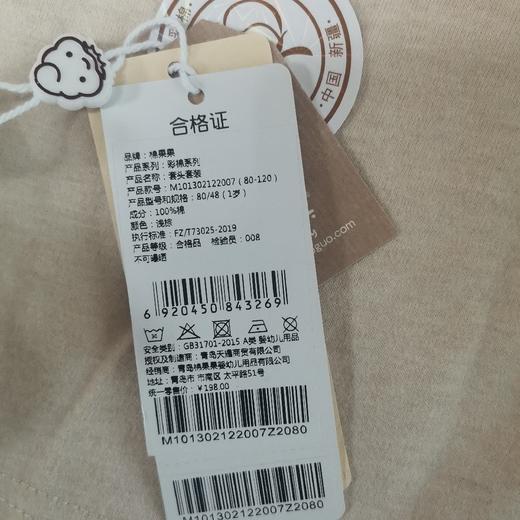 中国 新疆
合格证
品牌：棉果果
产品系列：彩棉系列
产品名称：套头套装
产品款号：M101302122007（80-120）
产品型号和规格：80/48（1岁）
成分：100%棉
颜色：浅棕
执行标准：FZ/T73025-2019
产品等级：合格品 检验员：008
不可曝晒
6 920450 843269
安全类别：GB31701-2015 A类 婴幼儿用品
授权及制造商：青岛天通商贸有限公司
经销商：青岛棉果果婴幼儿用品有限公司
地址：青岛市 市南区 太平路51号
统一零售价：￥198.00
M101302122007Z2080
M101302122007Z2080
guo.com